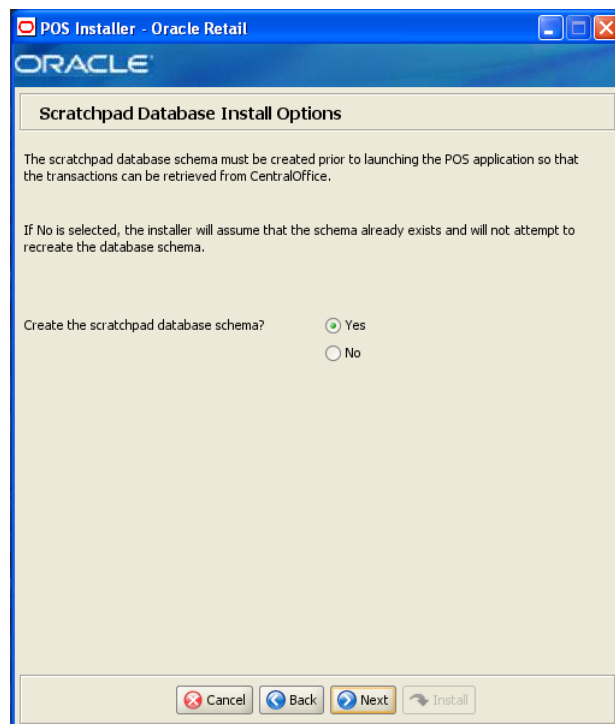 POS Installer - Oracle Retail
ORACLE
Scratchpad Database Install Options
The scratchpad database schema must be created prior to launching the POS application so that
the transactions can be retrieved from CentralOffice.
If No is selected, the installer will assume that the schema already exists and will not attempt to
recreate the database schema.
Create the scratchpad database schema? Yes
No
Cancel Back Next Install